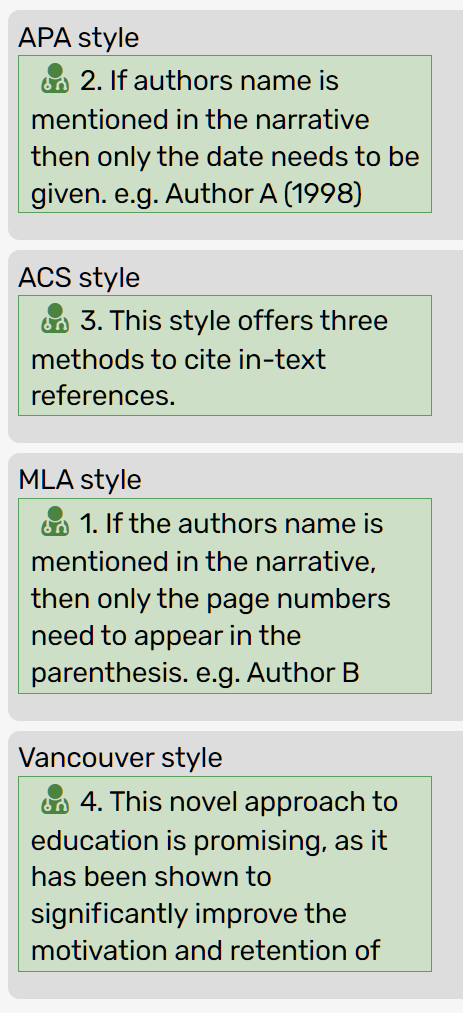 APA style
2. If authors name is
mentioned in the narrative
then only the date needs to be
given. e.g. Author A (1998)
ACS style
3. This style offers three
methods to cite in-text
references.
MLA style
1. If the authors name is
mentioned in the narrative,
then only the page numbers
need to appear in the
parenthesis. e.g. Author B
Vancouver style
4. This novel approach to
education is promising, as it
has been shown to
significantly improve the
motivation and retention of